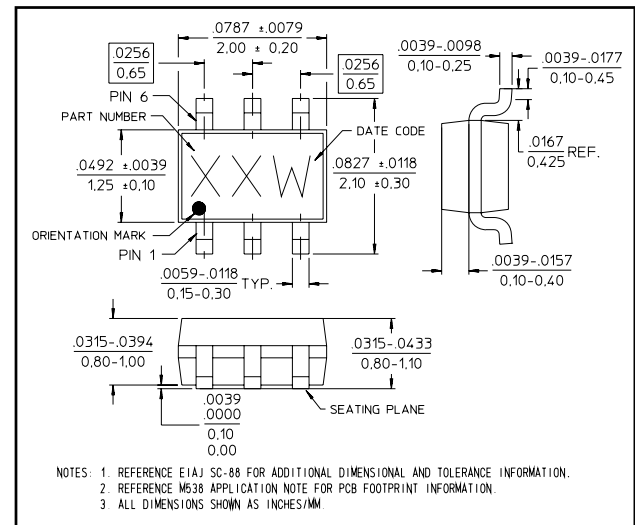 .0787 ±.0079
2,00 ± 0,20
.0256
0,65
.0256
0,65
.0039-.0098
0,10-0,25
.0039-.0177
0,10-0,45
PIN 6
PART NUMBER
DATE CODE
.0167
0,425 REF.
.0492 ±.0039
1,25 ±0,10
XXW
.0827 ±.0118
2,10 ±0,30
ORIENTATION MARK
PIN 1
.0059-.0118
0,15-0,30 TYP.
.0039-.0157
0,10-0,40
.0315-.0394
0,80-1,00
.0315-.0433
0,80-1,10
.0039
.0000
0,10
0,00
SEATING PLANE
NOTES: 1. REFERENCE EIAJ SC-88 FOR ADDITIONAL DIMENSIONAL AND TOLERANCE INFORMATION.
2. REFERENCE M538 APPLICATION NOTE FOR PCB FOOTPRINT INFORMATION.
3. ALL DIMENSIONS SHOWN AS INCHES/MM.